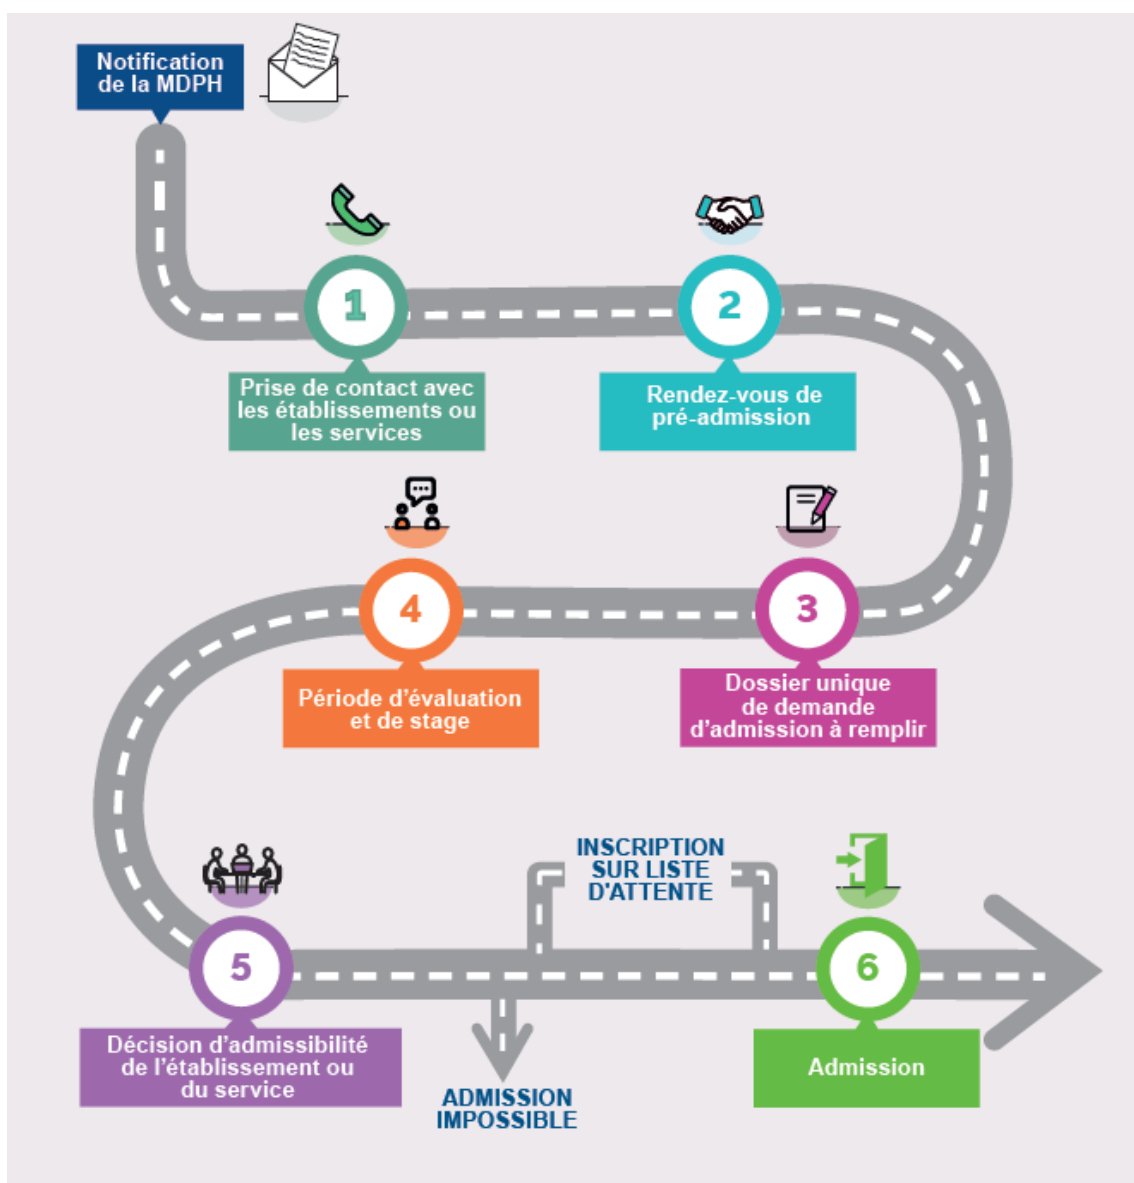 Notification
de la MDPH
1
Prise de contact avec
les établissements ou
les services
2
Rendez-vous de
pré-admission
3
Dossier unique
de demande
d'admission à remplir
4
Période d'évaluation
et de stage
5
Décision d'admissibilité
de l'établissement ou
du service
INSCRIPTION
SUR LISTE
D'ATTENTE
ADMISSION
IMPOSSIBLE
6
Admission